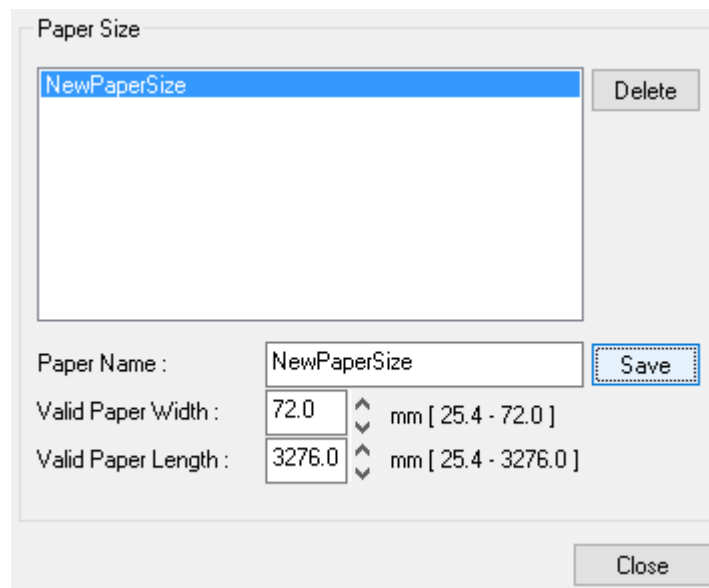 Paper Size
NewPaperSize
Delete
Paper Name : NewPaperSize Save
Valid Paper Width : 72.0 mm [ 25.4 - 72.0 ]
Valid Paper Length : 3276.0 mm [ 25.4 - 3276.0 ]
Close